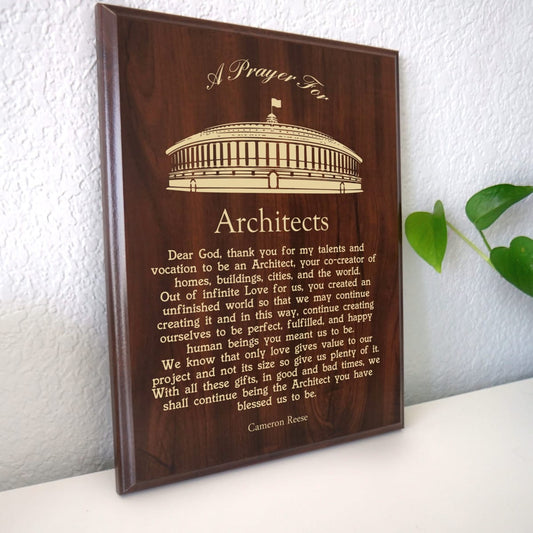 A Prayer For
Architects
Dear God, thank you for my talents and
vocation to be an Architect, your co-creator of
homes, buildings, cities, and the world.
Out of infinite Love for us, you created an
unfinished world so that we may continue
creating it and in this way, continue creating
ourselves to be perfect, fulfilled, and happy
human beings you meant us to be.
We know that only love gives value to our
project and not its size so give us plenty of it.
With all these gifts, in good and bad times, we
shall continue being the Architect you have
blessed us to be.
Cameron Reese